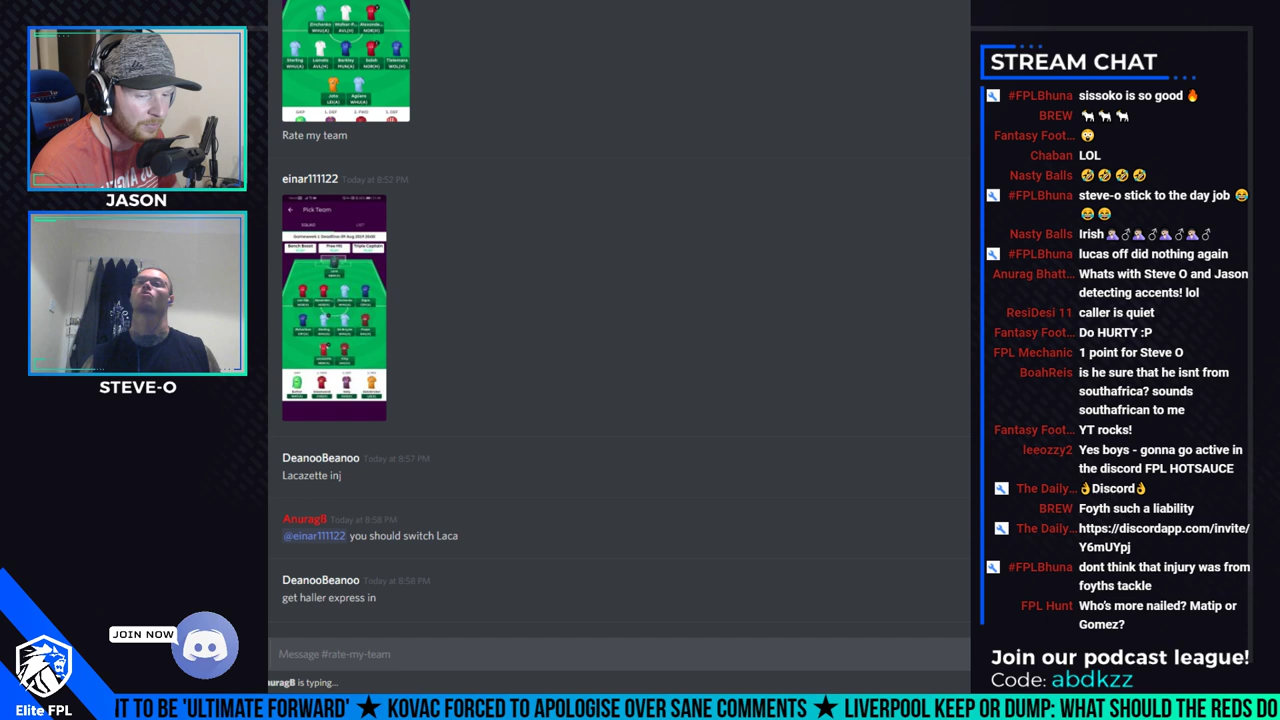 JASON
STEVE-O
JOIN NOW
Elite FPL
Rate my team
einar111122 Today at 8:52 PM
Pick Team
Bench Boost Free Hit Triple Captain
DeanooBeanoo Today at 8:57 PM
Lacazette inj
AnuragB Today at 8:58 PM
@einar111122 you should switch Laca
DeanooBeanoo Today at 8:58 PM
get haller express in
Message #rate-my-team
nuragB is typing...
STREAM CHAT
#FPLBhuna sissoko is so good 🔥
BREW 🐐 🐐 🐐
Fantasy Foot... 😲
Chaban LOL
Nasty Balls 🤣 🤣 🤣 🤣
#FPLBhuna steve-o stick to the day job 😂
😂 😂
Nasty Balls Irish
#FPLBhuna lucas off did nothing again
Anurag Bhatt... Whats with Steve O and Jason
detecting accents! lol
ResiDesi 11 caller is quiet
Fantasy Foot... Do HURTY :P
FPL Mechanic 1 point for Steve O
BoahReis is he sure that he isnt from
southafrica? sounds
southafrican to me
Fantasy Foot... YT rocks!
leeozzy2 Yes boys - gonna go active in
the discord FPL HOTSAUCE
The Daily... 👌Discord👌
BREW Foyth such a liability
The Daily... https://discordapp.com/invite/
Y6mUYpj
#FPLBhuna dont think that injury was from
foyths tackle
FPL Hunt Who's more nailed? Matip or
Gomez?
Join our podcast league!
Code: abdkzz
NT TO BE 'ULTIMATE FORWARD' ★ KOVAC FORCED TO APOLOGISE OVER SANE COMMENTS ★ LIVERPOOL KEEP OR DUMP: WHAT SHOULD THE REDS DO